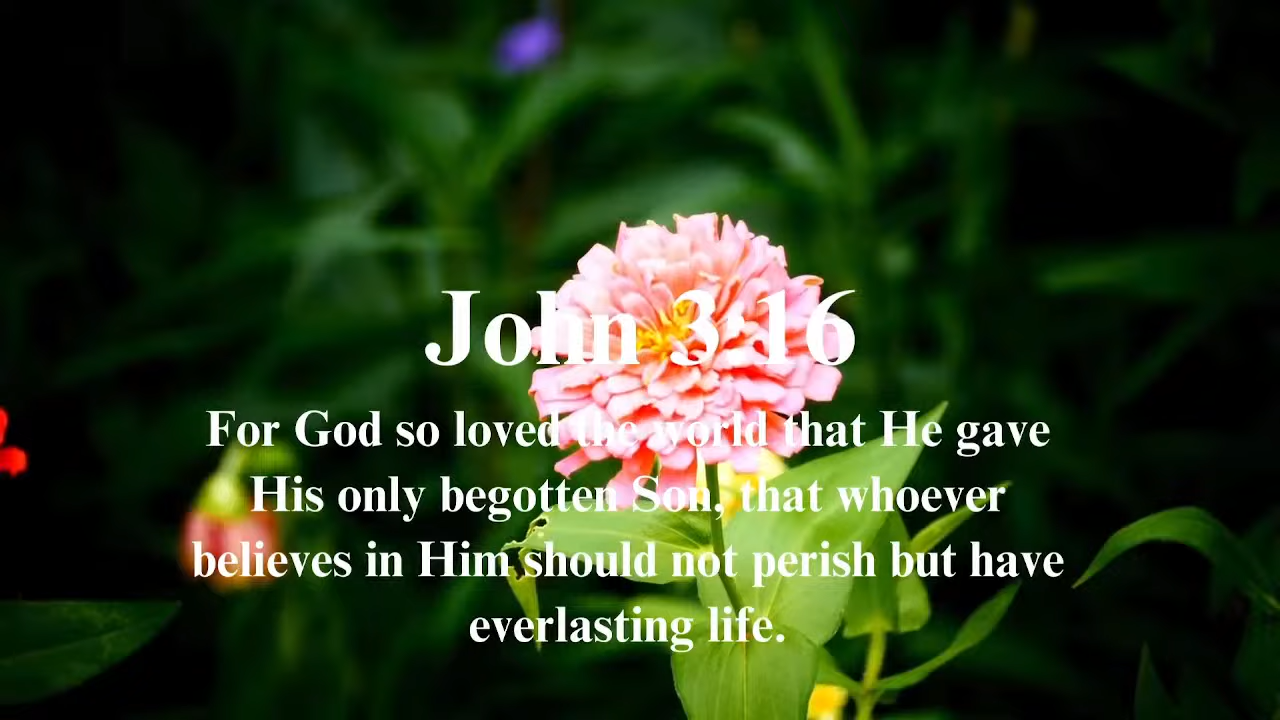 John 3:16
For God so loved the world that He gave
His only begotten Son, that whoever
believes in Him should not perish but have
everlasting life.